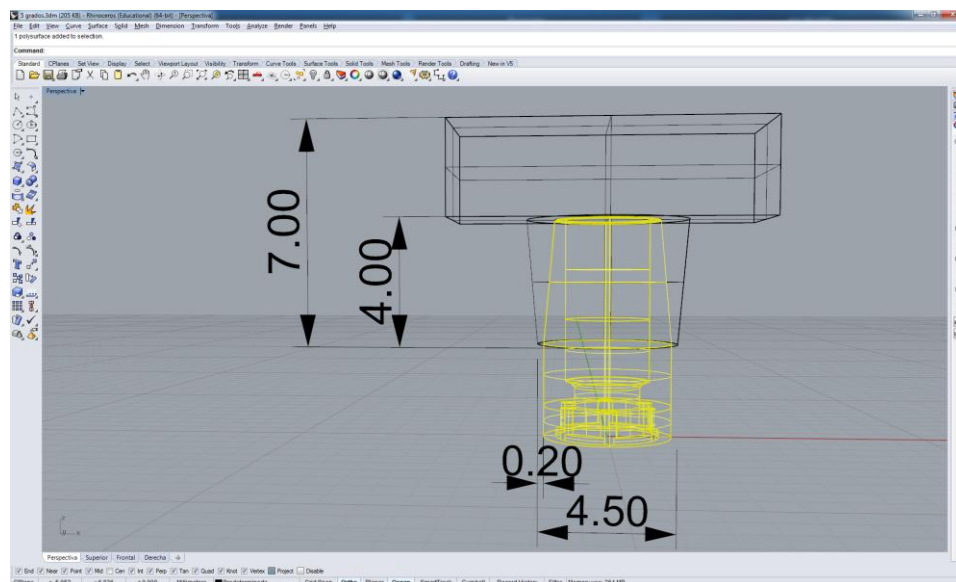 5 grados.3dm (205 KB) - Rhinoceros (Educational) (64-bit) - [Perspectiva]
File Edit View Curve Surface Solid Mesh Dimension Transform Tools Analyze Render Panels Help
1 polysurface added to selection.
Command:
Standard CPlanes Set View Display Select Viewport Layout Visibility Transform Curve Tools Surface Tools Solid Tools Mesh Tools Render Tools Drafting New in V5
Perspectiva
7.00
4.00
0.20
4.50
z
x
Perspectiva Superior Frontal Derecha
End Near Point Mid Cen Int Perp Tan Quad Knot Vertex Project Disable